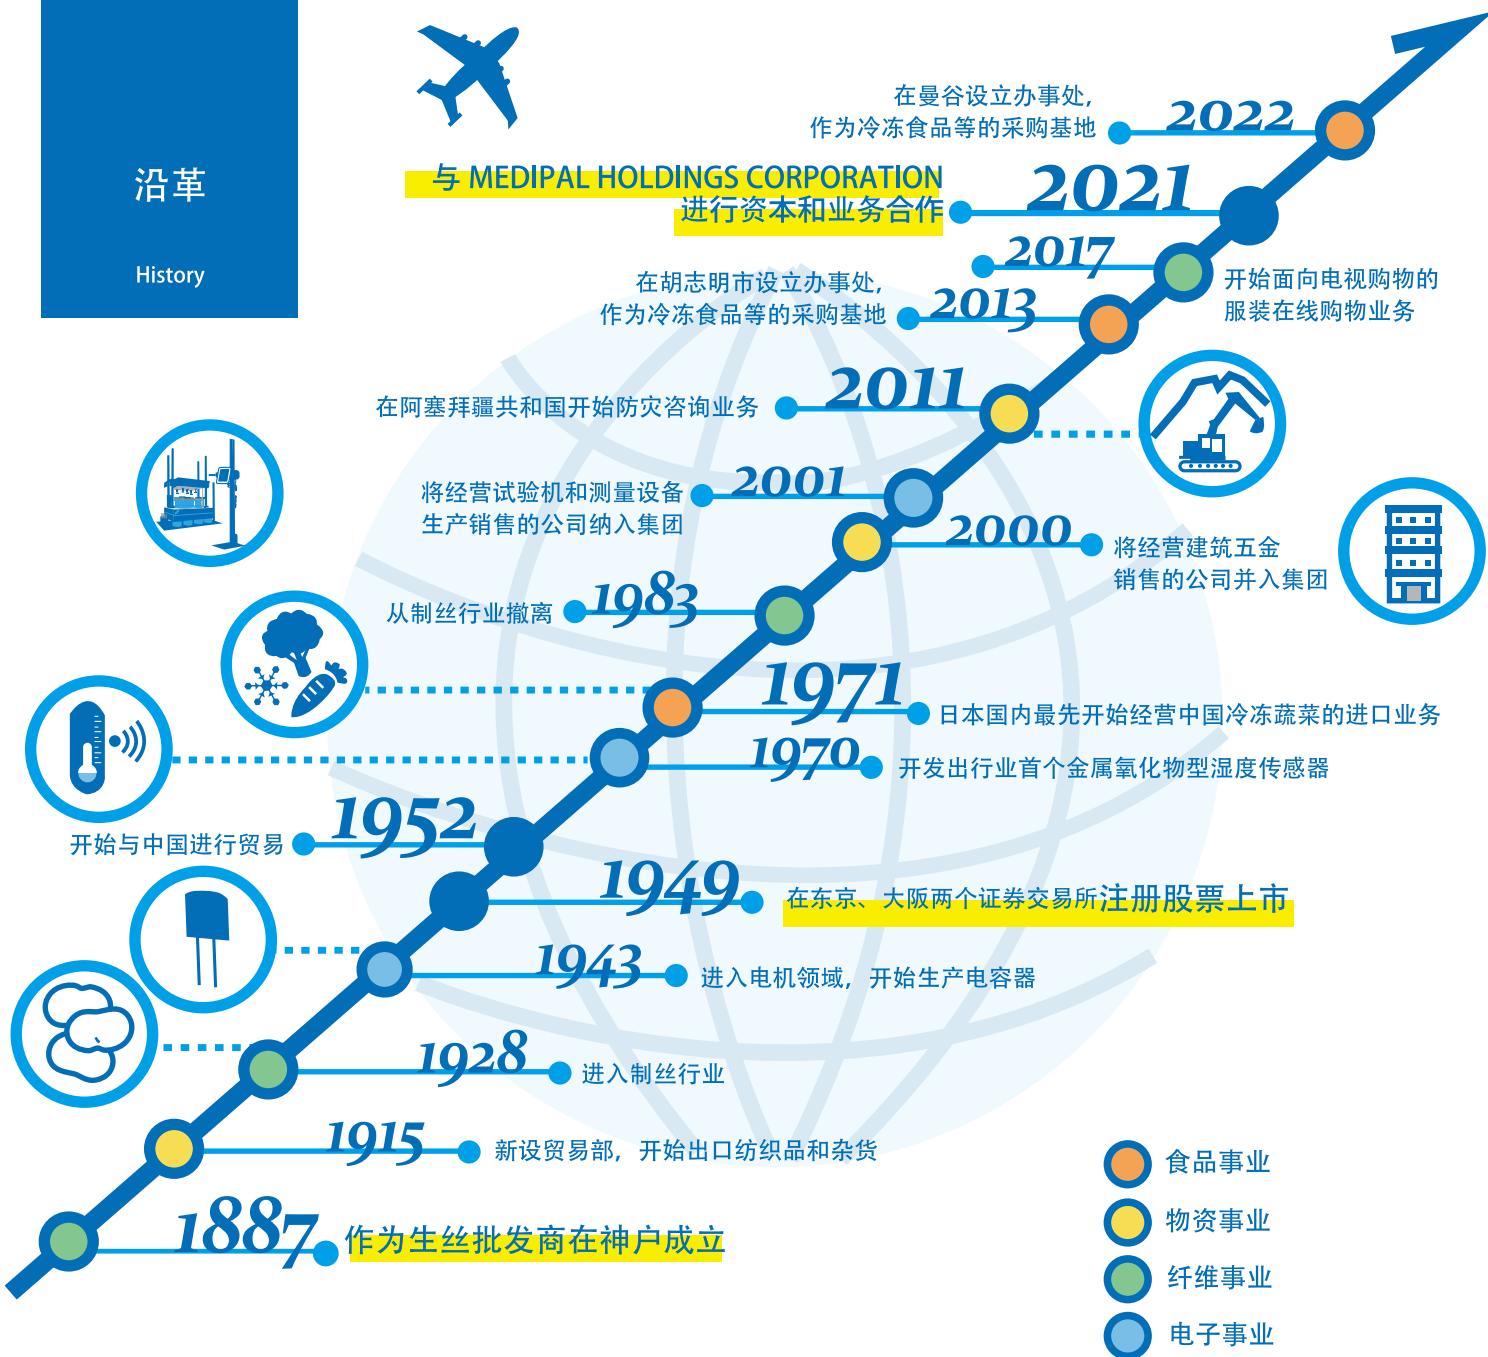 沿革
History
在曼谷设立办事处,
作为冷冻食品等的采购基地
2022
与 MEDIPAL HOLDINGS CORPORATION
进行资本和业务合作
2021
2017
开始面向电视购物的
服装在线购物业务
在胡志明市设立办事处,
作为冷冻食品等的采购基地
2013
在阿塞拜疆共和国开始防灾咨询业务
2011
将经营试验机和测量设备
生产销售的公司纳入集团
2001
2000
将经营建筑五金
销售的公司并入集团
从制丝行业撤离
1983
1971
日本国内最先开始经营中国冷冻蔬菜的进口业务
1970
开发出行业首个金属氧化物型湿度传感器
开始与中国进行贸易
1952
1949
在东京、大阪两个证券交易所注册股票上市
1943
进入电机领域, 开始生产电容器
1928
进入制丝行业
1915
新设贸易部, 开始出口纺织品和杂货
1887
作为生丝批发商在神户成立
食品事业
物资事业
纤维事业
电子事业